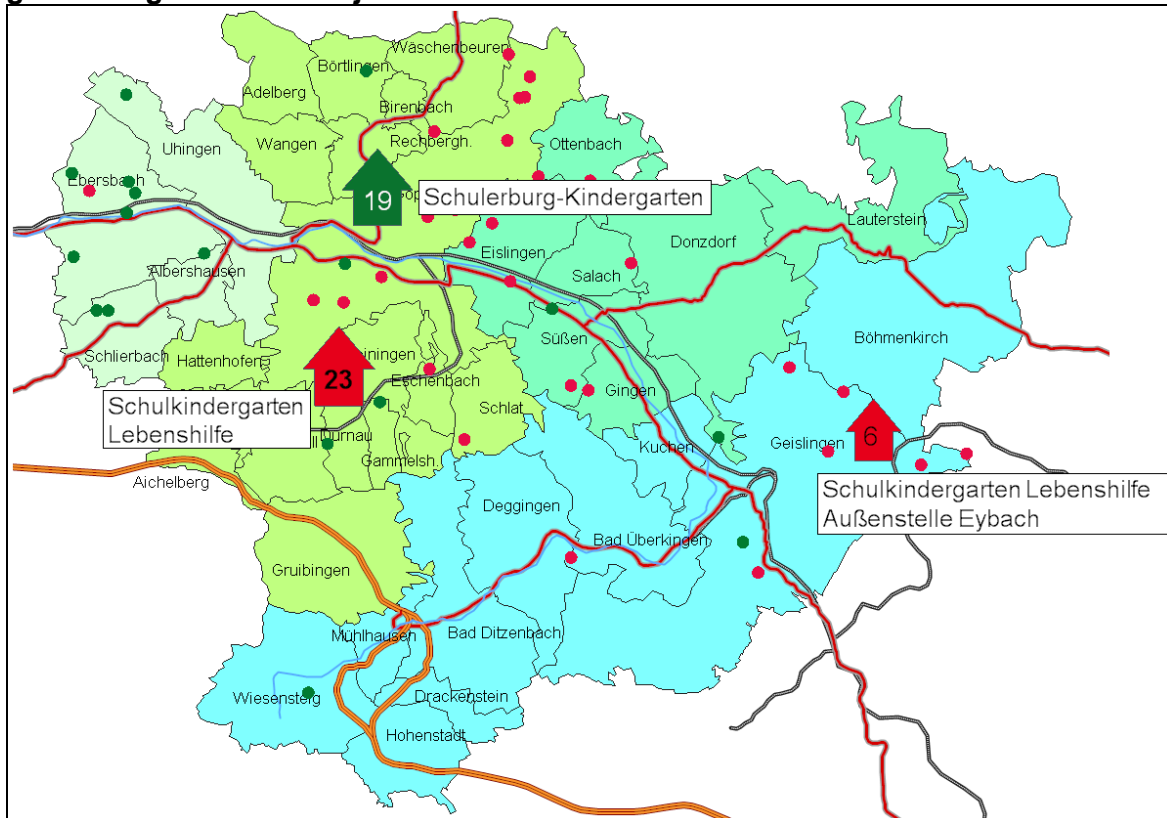 Wäschenbeuren
Börtlingen
Adelberg
Birenbach
Wangen
Rechbergh.
Ottenbach
Uhingen
Ebersbach
19
Schulerburg-Kindergarten
Lauterstein
Donzdorf
Eislingen
Salach
Albershausen
Böhmenkirch
Süßen
Schlierbach
Hattenhofen
23
Eschenbach
Gingen
Schlat
Schulkindergarten
Lebenshilfe
Kuchen
Geislingen
6
Gammelsh.
Aichelberg
Schulkindergarten Lebenshilfe
Außenstelle Eybach
Deggingen
Bad Überkingen
Gruibingen
Mühlhausen
Bad Ditzenbach
Wiesensteig
Drackenstein
Hohenstadt